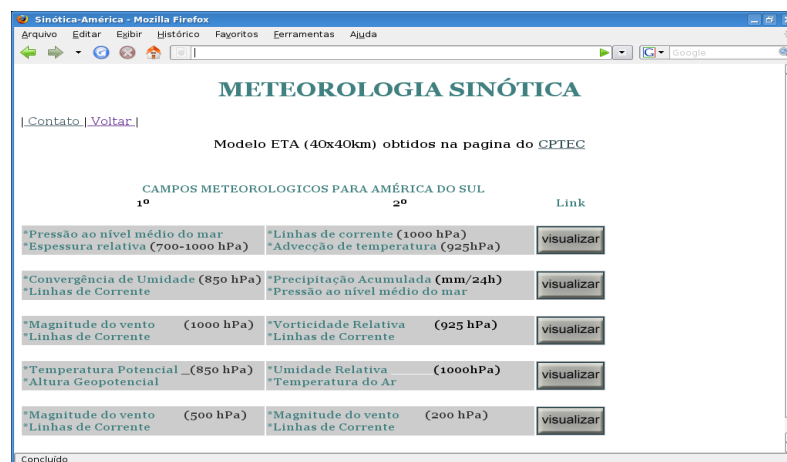 Sinótica-América - Mozilla Firefox
Arquivo Editar Exibir Histórico Favoritos Ferramentas Ajuda
G Google
METEOROLOGIA SINÓTICA
| Contato | Voltar |
Modelo ETA (40x40km) obtidos na pagina do CPTEC
CAMPOS METEOROLOGICOS PARA AMÉRICA DO SUL
1º 2º Link
*Pressão ao nível médio do mar *Linhas de corrente (1000 hPa)
*Espessura relativa (700-1000 hPa) *Advecção de temperatura (925hPa) visualizar
*Convergência de Umidade (850 hPa) *Precipitação Acumulada (mm/24h)
*Linhas de Corrente *Pressão ao nível médio do mar visualizar
*Magnitude do vento (1000 hPa) *Vorticidade Relativa (925 hPa)
*Linhas de Corrente *Linhas de Corrente visualizar
*Temperatura Potencial _(850 hPa) *Umidade Relativa______(1000hPa)
*Altura Geopotencial *Temperatura do Ar visualizar
*Magnitude do vento (500 hPa) *Magnitude do vento (200 hPa)
*Linhas de Corrente *Linhas de Corrente visualizar
Concluído